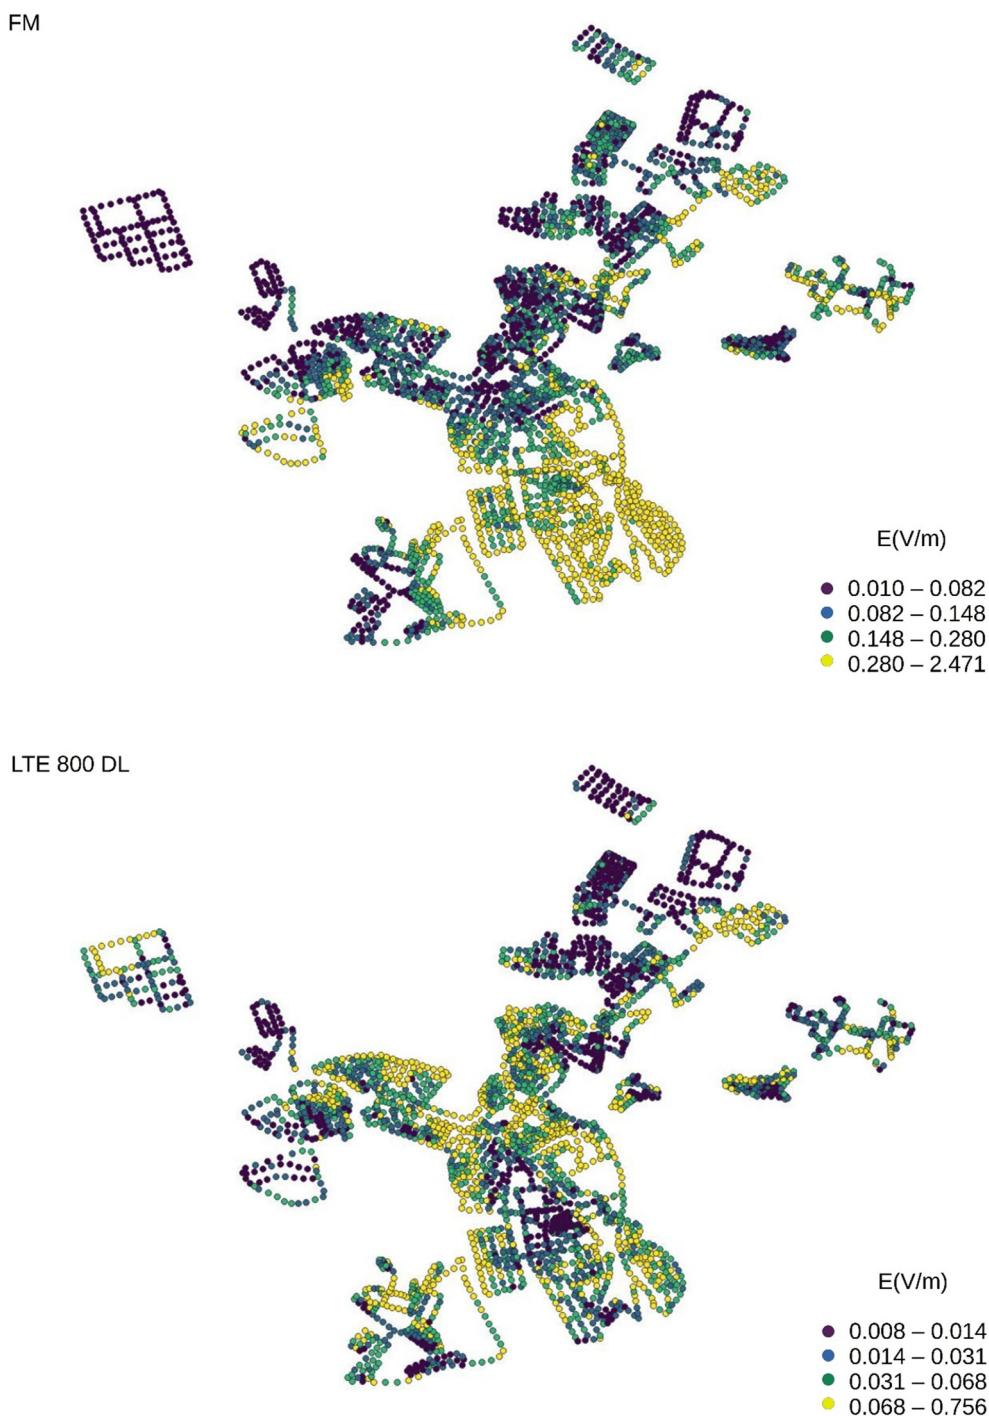 FM
E(V/m)
0.010 – 0.082
0.082 – 0.148
0.148 – 0.280
0.280 – 2.471
LTE 800 DL
E(V/m)
0.008 – 0.014
0.014 – 0.031
0.031 – 0.068
0.068 – 0.756